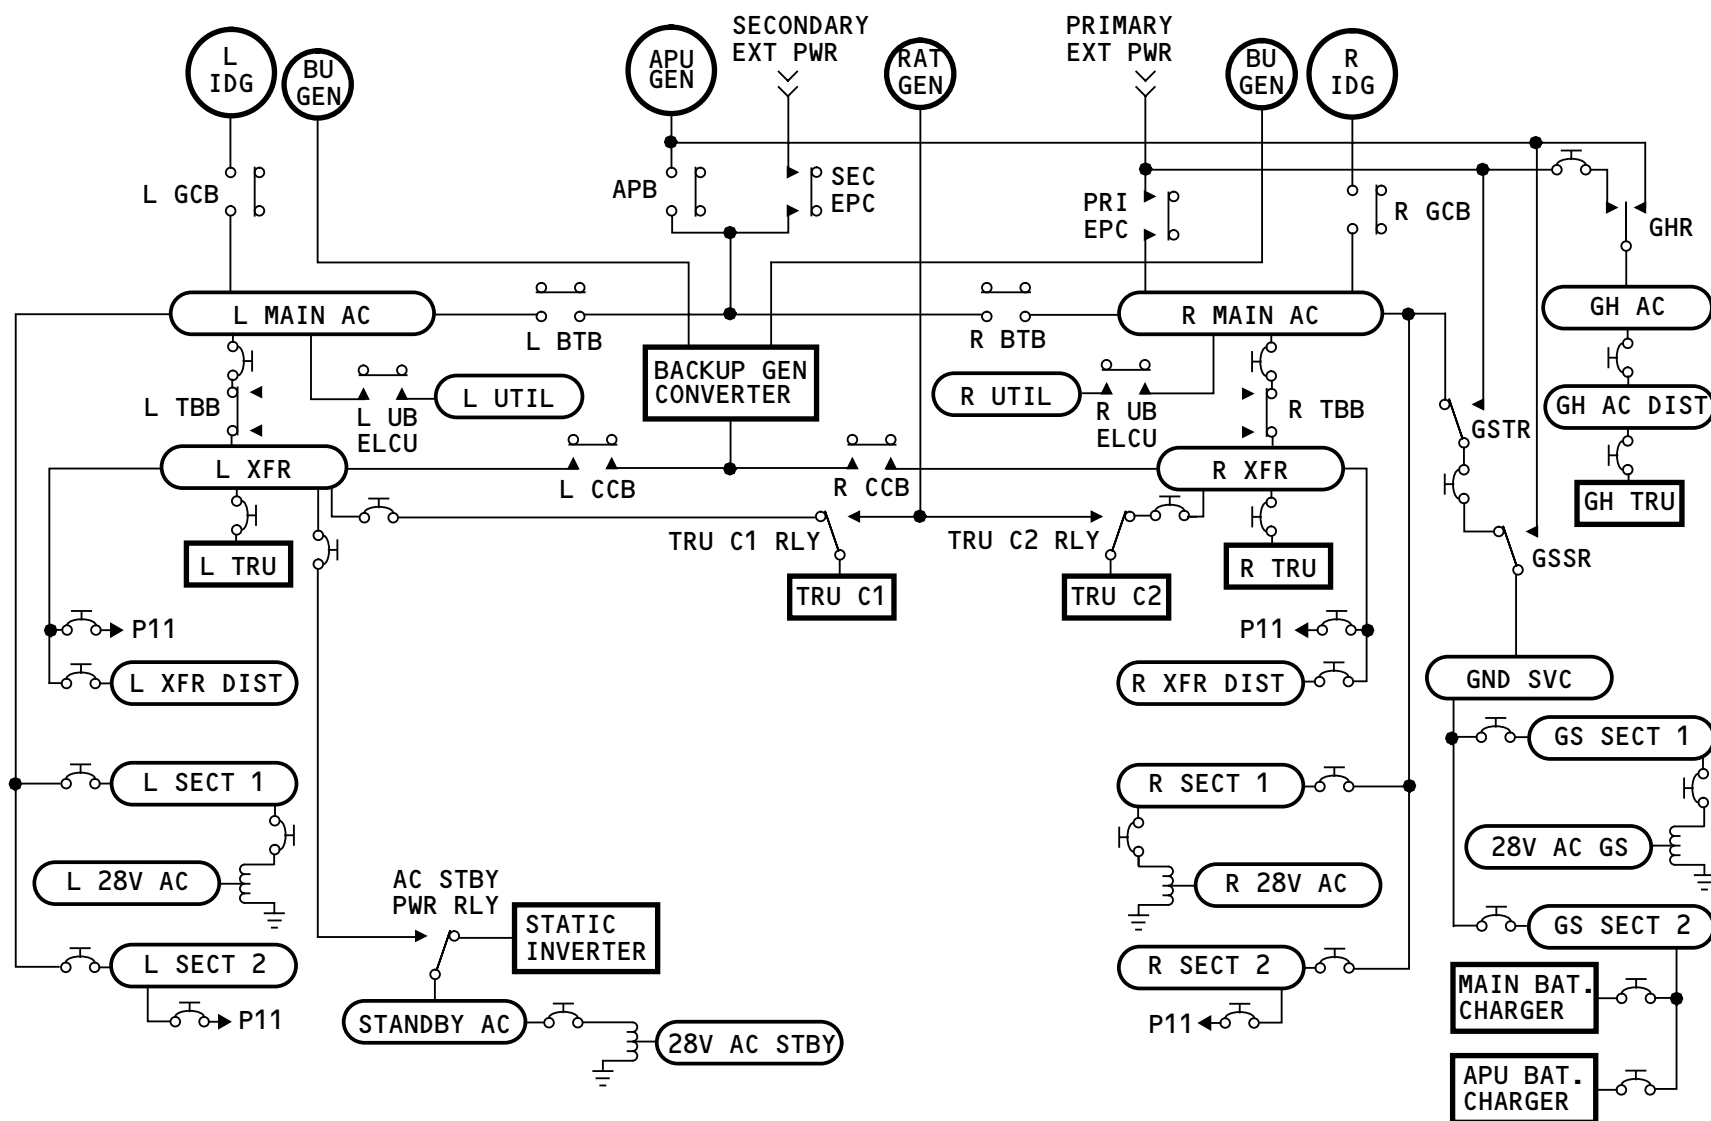 SECONDARY
EXT PWR
PRIMARY
EXT PWR
L
IDG
BU
GEN
APU
GEN
RAT
GEN
BU
GEN
R
IDG
L GCB
APB
SEC
EPC
PRI
EPC
R GCB
GHR
L MAIN AC
L BTB
R BTB
R MAIN AC
GH AC
BACKUP GEN
CONVERTER
L TBB
L UB
ELCU
L UTIL
R UTIL
R UB
ELCU
R TBB
GSTR
GH AC DIST
L XFR
L CCB
R CCB
R XFR
GH TRU
L TRU
TRU C1 RLY
TRU C2 RLY
R TRU
GSSR
TRU C1
TRU C2
P11
P11
L XFR DIST
R XFR DIST
GND SVC
GS SECT 1
L SECT 1
R SECT 1
28V AC GS
L 28V AC
R 28V AC
AC STBY
PWR RLY
STATIC
INVERTER
GS SECT 2
L SECT 2
R SECT 2
MAIN BAT.
CHARGER
P11
STANDBY AC
28V AC STBY
P11
APU BAT.
CHARGER